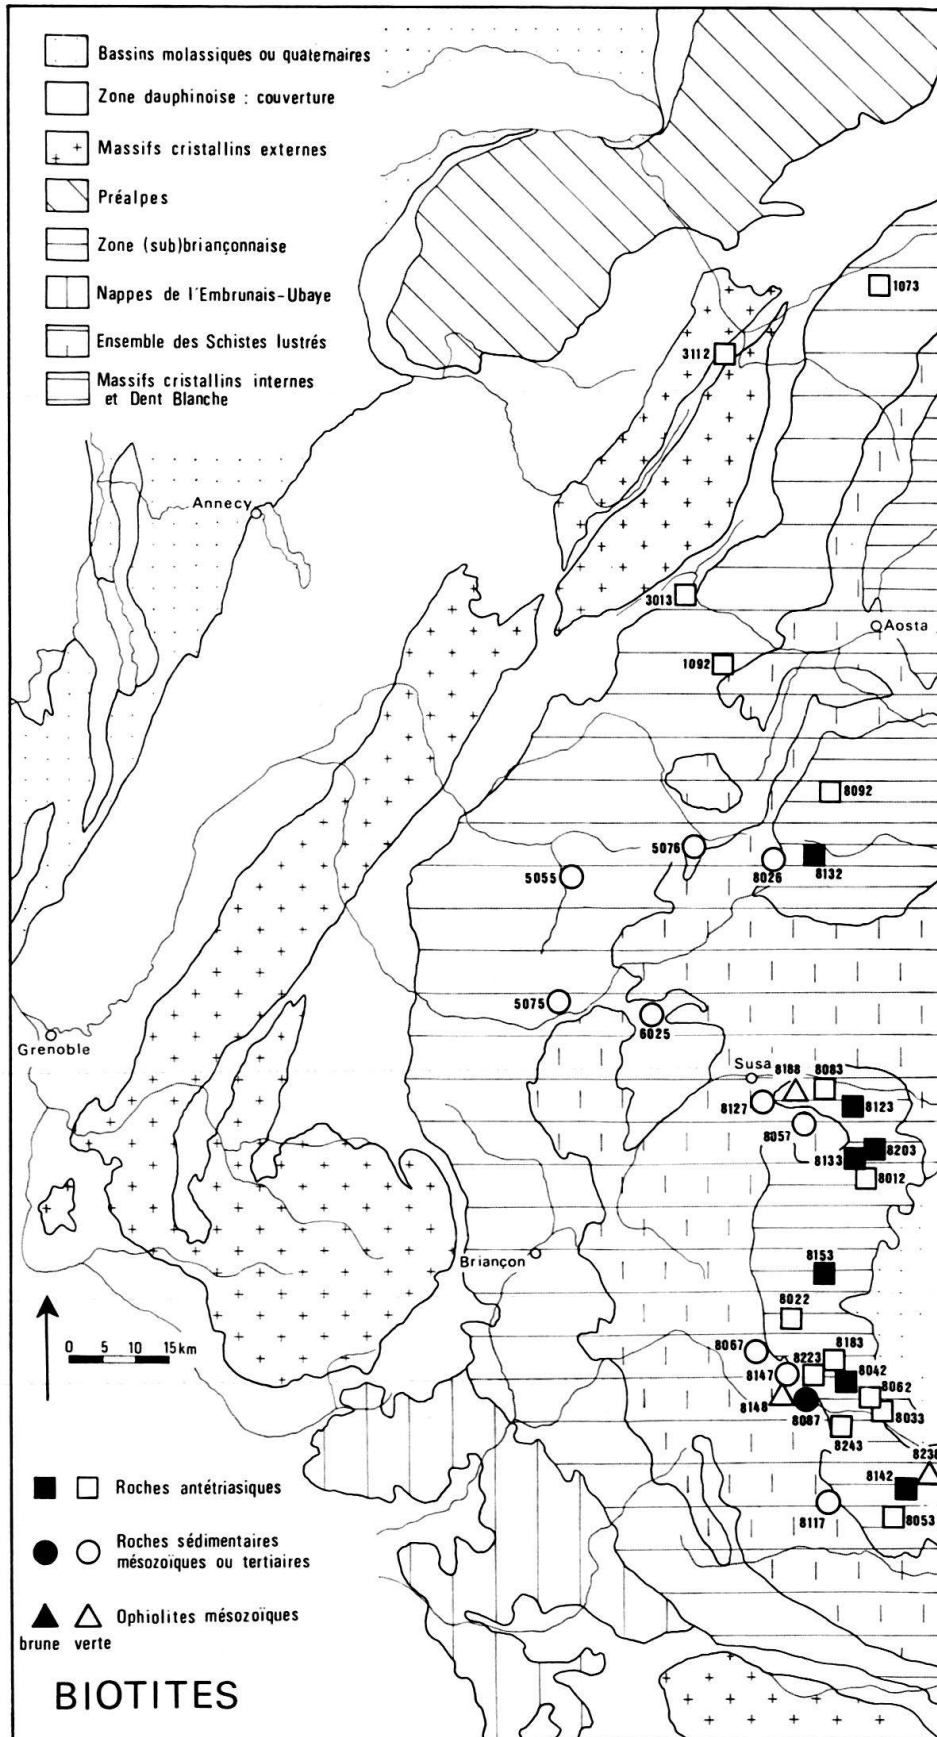 Bassins molassiques ou quaternaires
Zone dauphinoise : couverture
Massifs cristallins externes
Préalpes
Zone (sub)briançonnaise
Nappes de l'Embrunais-Ubaye
Ensemble des Schistes lustrés
Massifs cristallins internes
et Dent Blanche
1073
3112
Annecy
3013
Aosta
1092
8092
5076
5055
8026
8132
5075
6025
Grenoble
Susa
8188
8083
8127
8123
8057
8203
8133
8012
Briançon
8153
8022
0 5 10 15km
8067
8183
8223
8147
8042
8062
8148
8087
8033
8243
8238
8142
8117
8053
Roches antétriasiques
Roches sédimentaires
mésozoïques ou tertiaires
Ophiolites mésozoïques
brune verte
BIOTITES